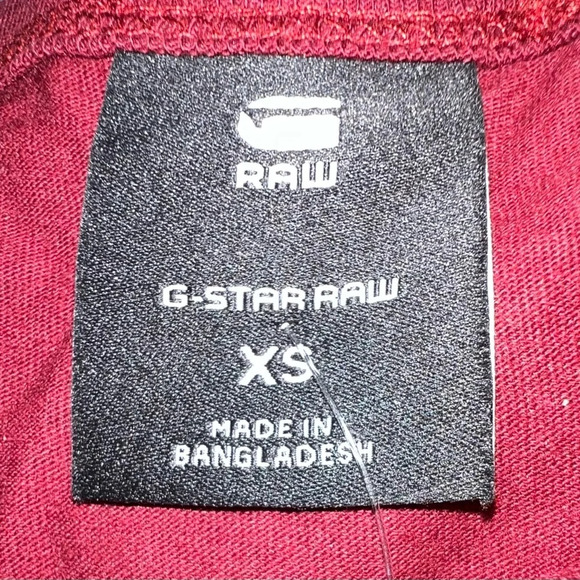 RAW
G-STAR RAW
XS
MADE IN
BANGLADESH